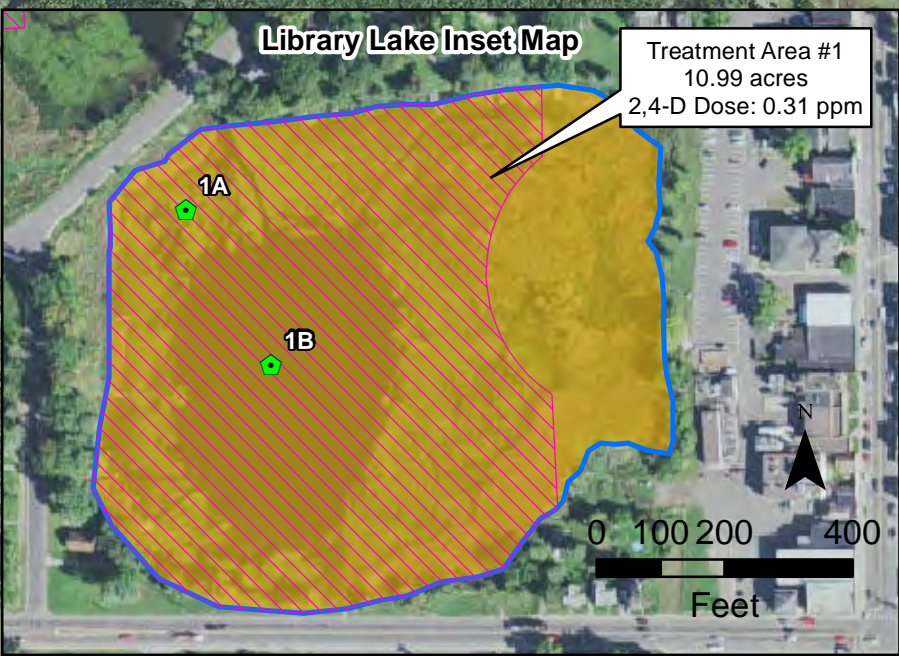 Library Lake Inset Map
Treatment Area #1
10.99 acres
2,4-D Dose: 0.31 ppm
1A
1B
N
0 100 200 400
Feet